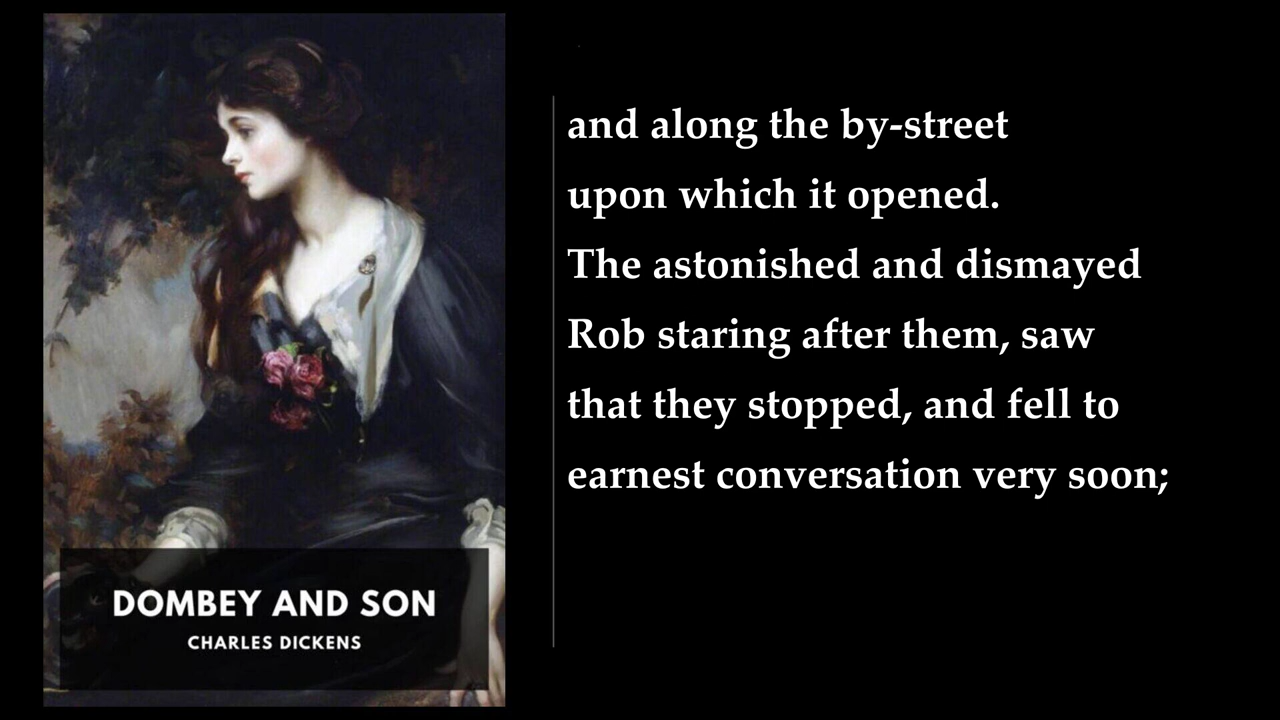 DOMBEY AND SON
CHARLES DICKENS
and along the by-street
upon which it opened.
The astonished and dismayed
Rob staring after them, saw
that they stopped, and fell to
earnest conversation very soon;